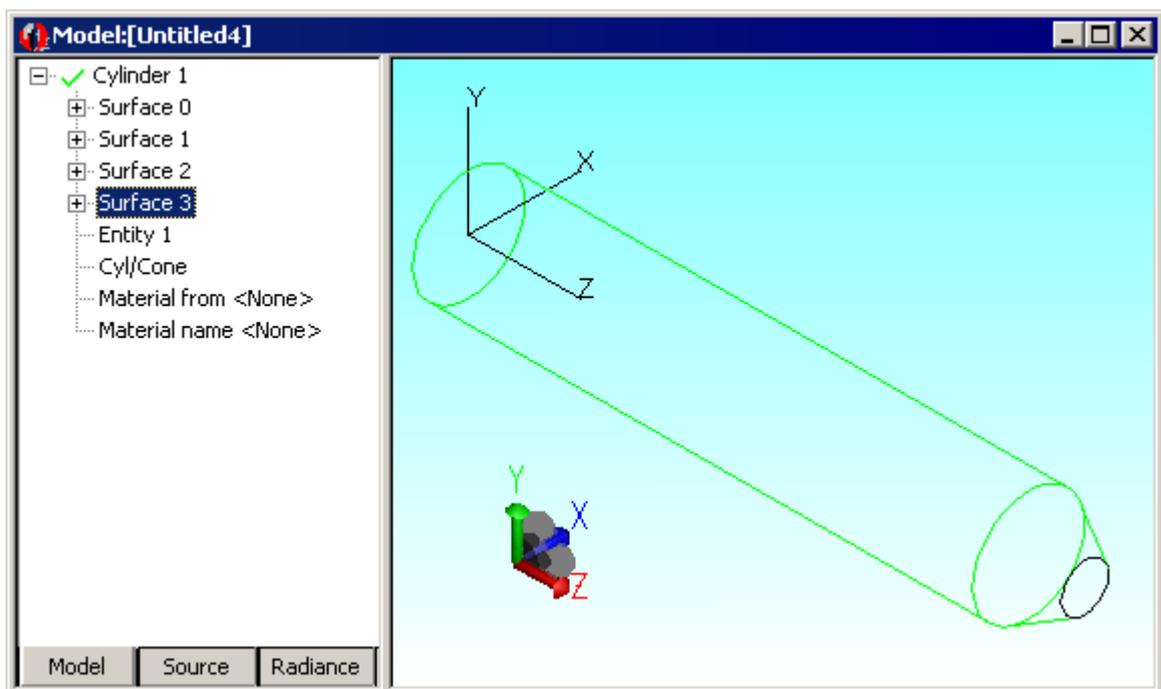 Model:[Untitled4]
Cylinder 1
Surface 0
Surface 1
Surface 2
Surface 3
Entity 1
Cyl/Cone
Material from <None>
Material name <None>
Model Source Radiance
Y
X
Z
Y
X
Z